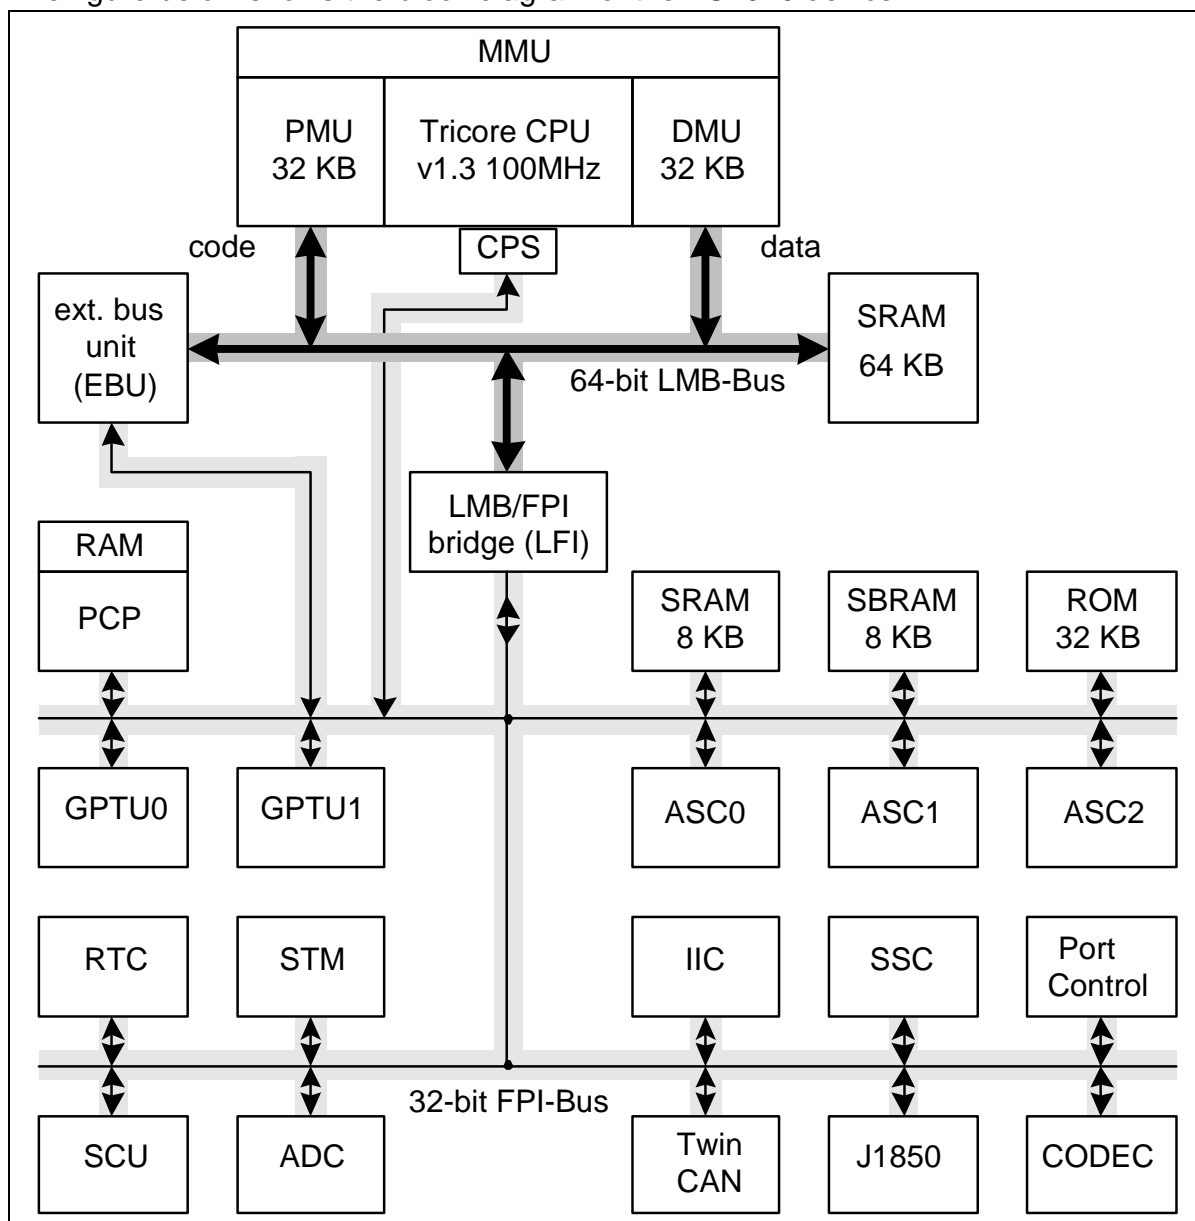 MMU
PMU
32 KB
Tricore CPU
v1.3 100MHz
DMU
32 KB
code
CPS
data
ext. bus
unit
(EBU)
SRAM
64 KB
64-bit LMB-Bus
LMB/FPI
bridge (LFI)
RAM
PCP
SRAM
8 KB
SBRAM
8 KB
ROM
32 KB
GPTU0
GPTU1
ASC0
ASC1
ASC2
RTC
STM
IIC
SSC
Port
Control
32-bit FPI-Bus
SCU
ADC
Twin
CAN
J1850
CODEC